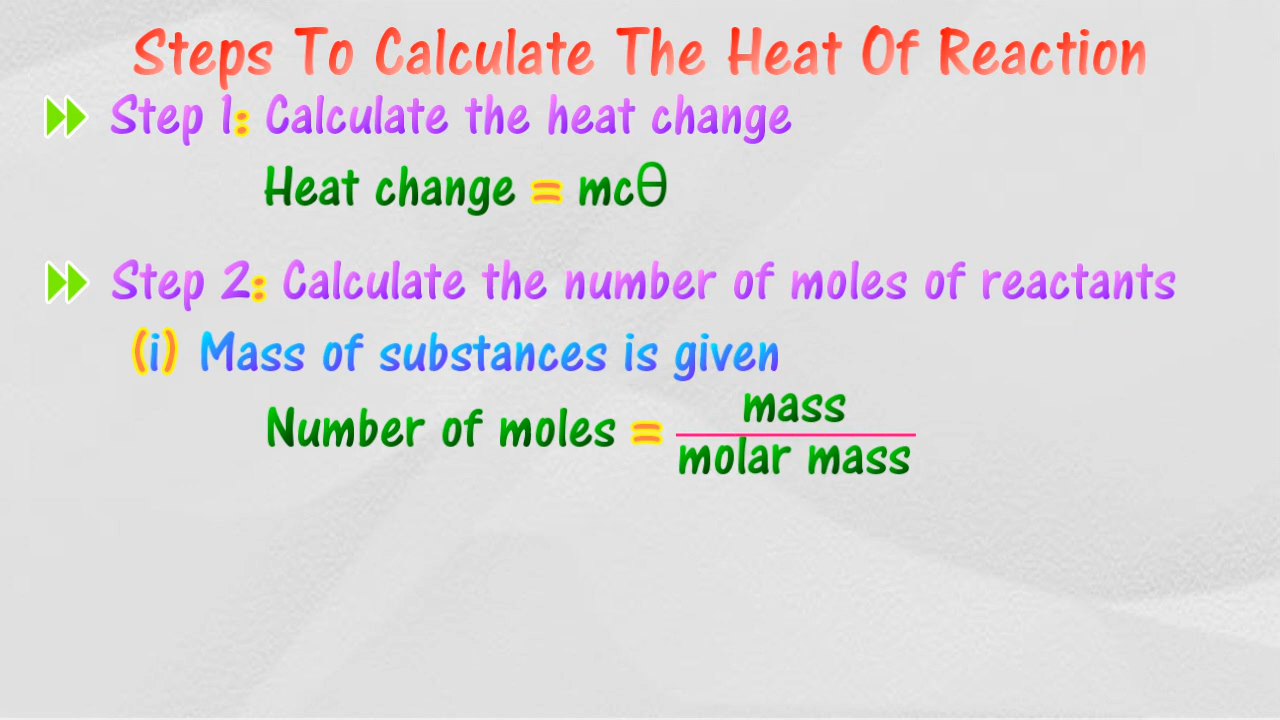 Steps To Calculate The Heat Of Reaction
Step 1: Calculate the heat change
Heat change = mcθ
Step 2: Calculate the number of moles of reactants
(i) Mass of substances is given
Number of moles = mass / molar mass